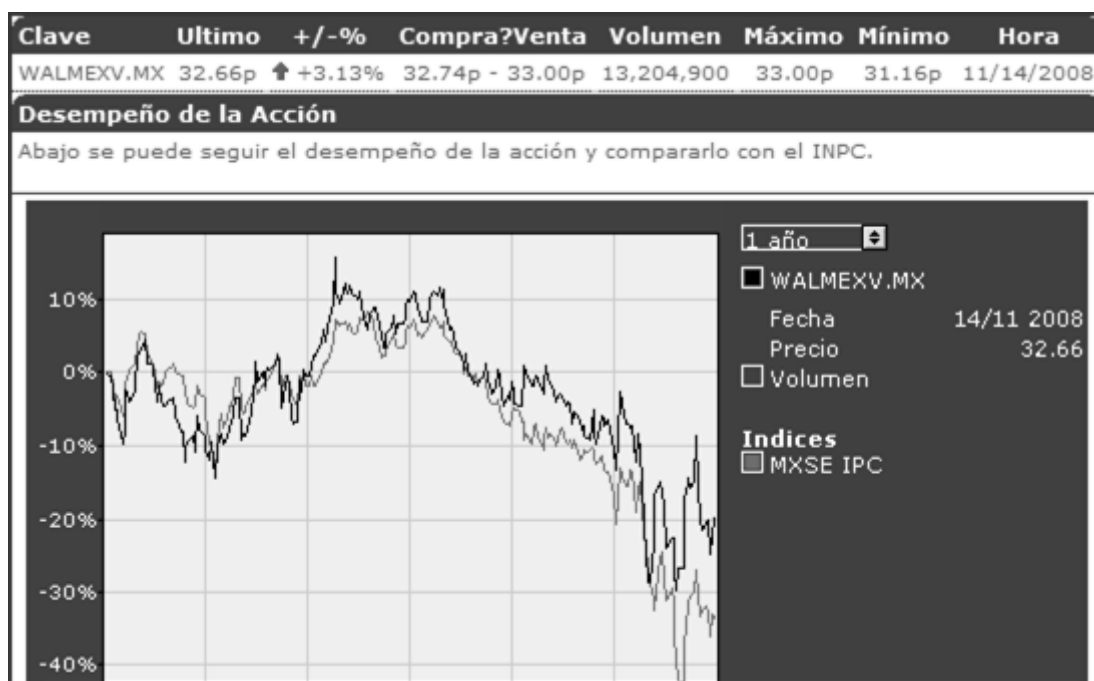 Clave Ultimo +/-% Compra?Venta Volumen Máximo Mínimo Hora
WALMEXV.MX 32.66p +3.13% 32.74p - 33.00p 13,204,900 33.00p 31.16p 11/14/2008
Desempeño de la Acción
Abajo se puede seguir el desempeño de la acción y compararlo con el INPC.
1 año
WALMEXV.MX
Fecha 14/11 2008
Precio 32.66
Volumen
Indices
MXSE IPC
10%
0%
-10%
-20%
-30%
-40%